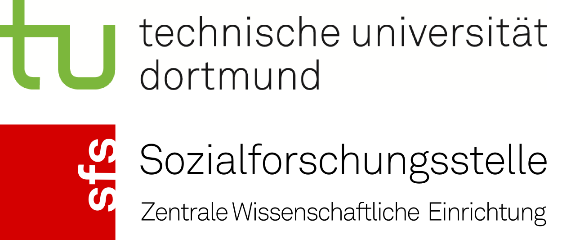 tu technische universität
dortmund
sfs Sozialforschungsstelle
Zentrale Wissenschaftliche Einrichtung